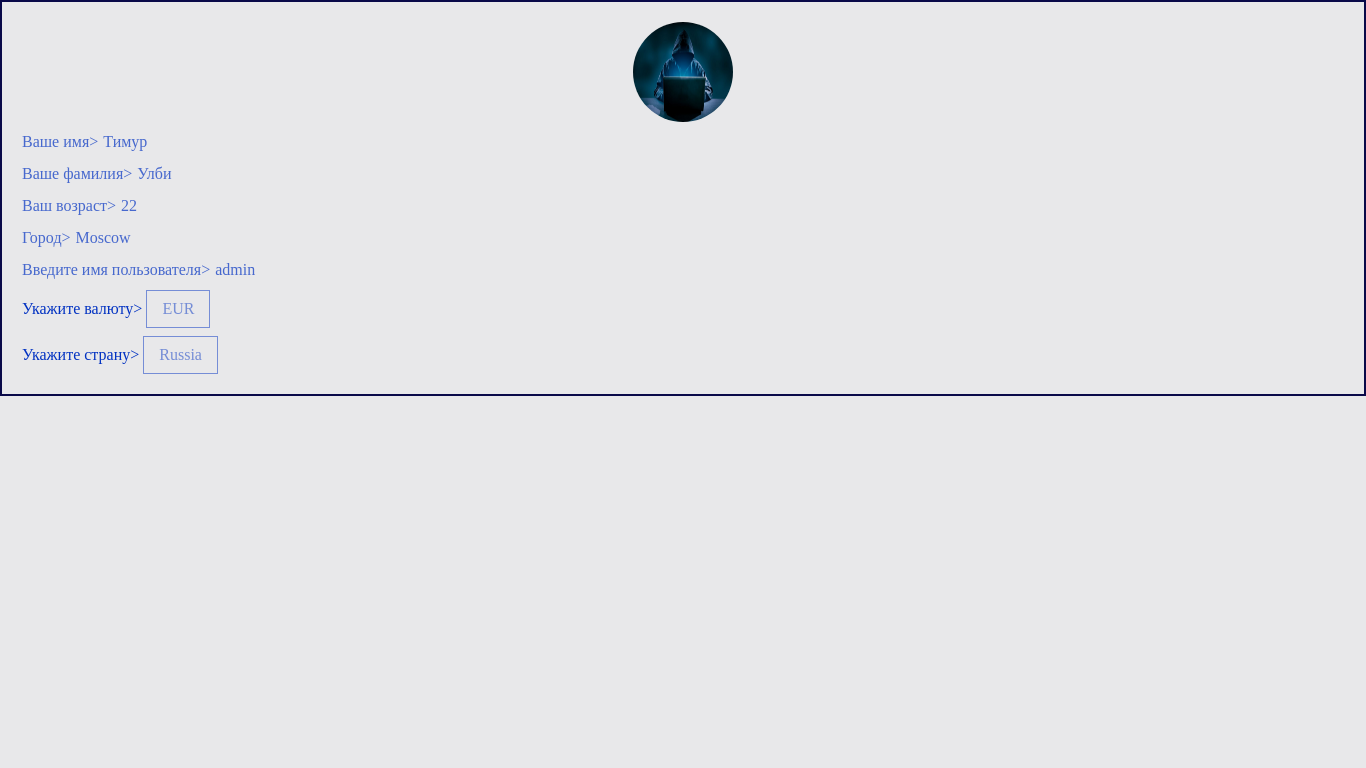 Ваше имя> Тимур
Ваше фамилия> Улби
Ваш возраст> 22
Город> Moscow
Введите имя пользователя> admin
Укажите валюту> EUR
Укажите страну> Russia